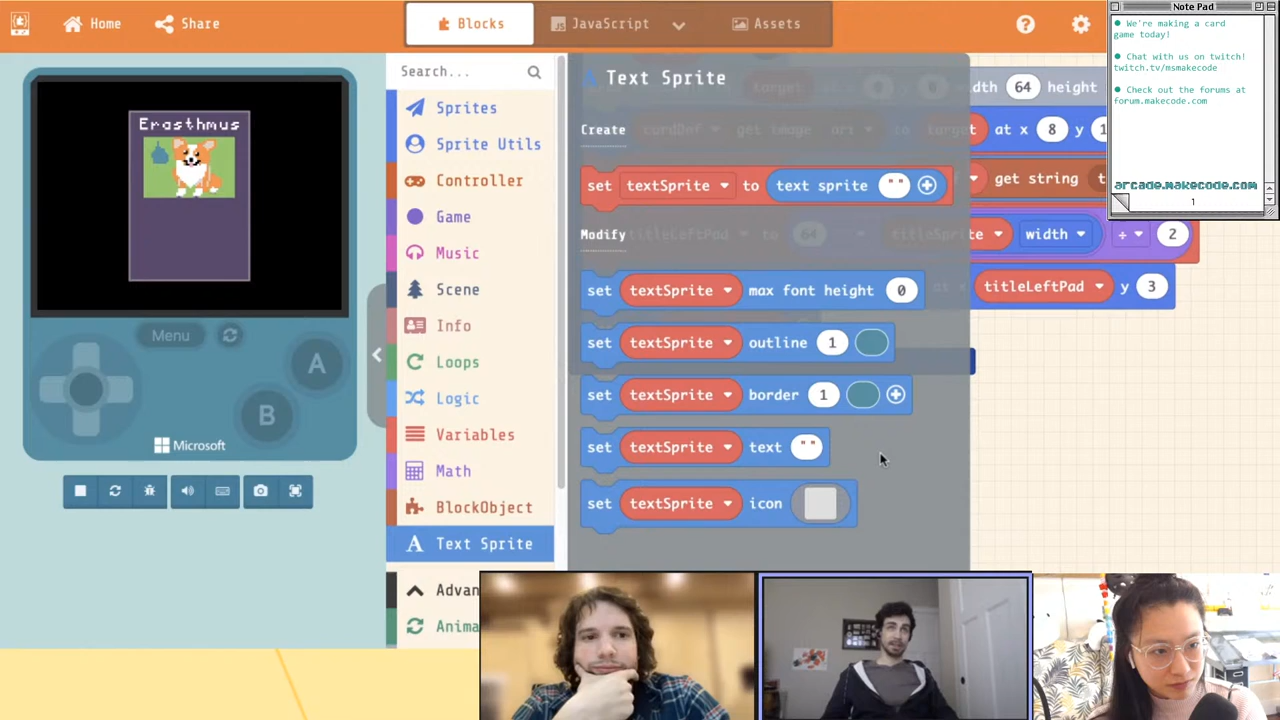 Home
Share
Blocks
JavaScript
Assets
Note Pad
● We're making a card
game today!
● Chat with us on twitch!
twitch.tv/msmakecode
● Check out the forums at
forum.makecode.com
arcade.makecode.com
1
Erasthmus
Menu
A
B
Microsoft
Search...
Sprites
Sprite Utils
Controller
Game
Music
Scene
Info
Loops
Logic
Variables
Math
BlockObject
A Text Sprite
Text Sprite
Create
set textSprite to text sprite " "
Modify
set textSprite max font height 0
set textSprite outline 1
set textSprite border 1
set textSprite text " "
set textSprite icon
64 height
at x 8 y
get string
width ÷ 2
titleLeftPad y 3